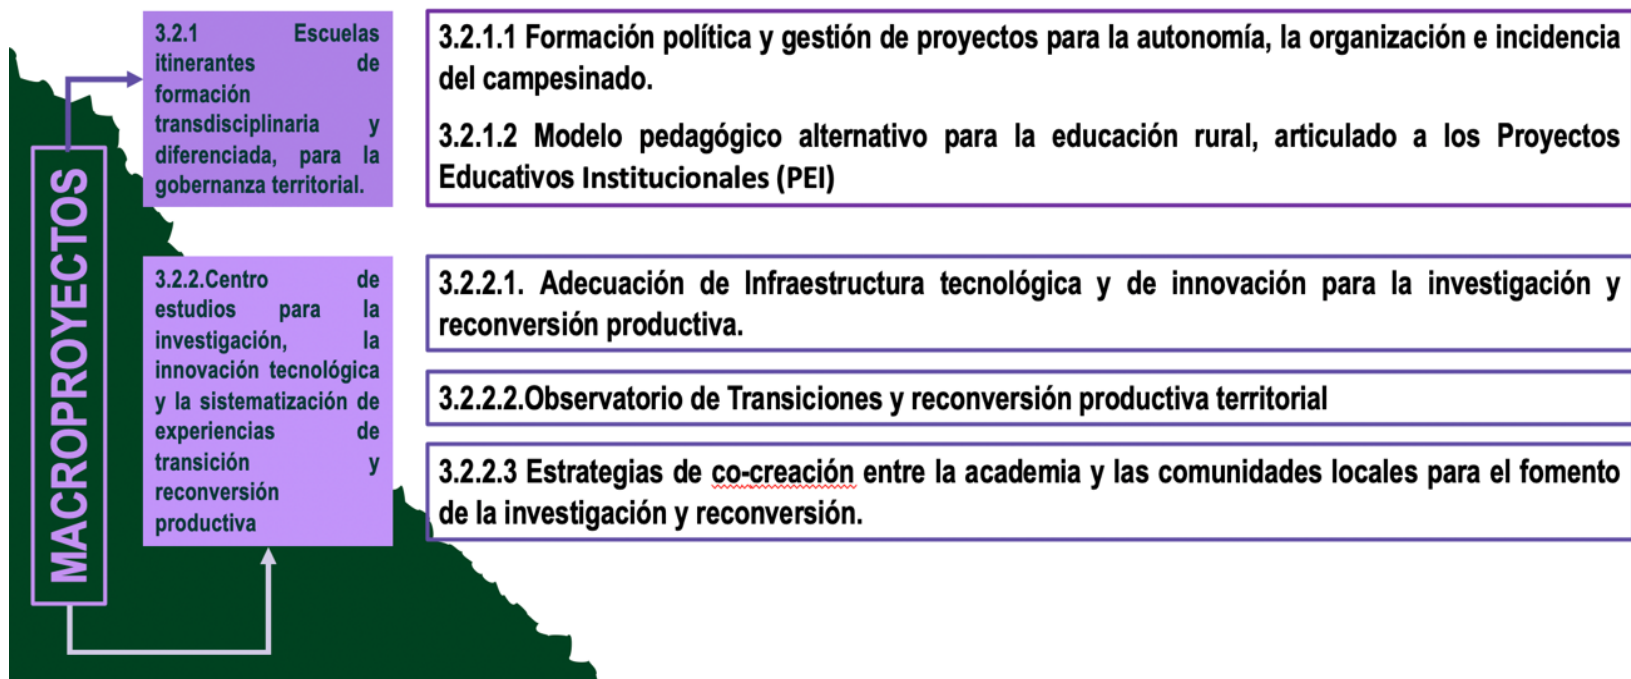 MACROPROYECTOS
3.2.1 Escuelas
itinerantes de
formación
transdisciplinaria y
diferenciada, para la
gobernanza territorial.
3.2.1.1 Formación política y gestión de proyectos para la autonomía, la organización e incidencia
del campesinado.
3.2.1.2 Modelo pedagógico alternativo para la educación rural, articulado a los Proyectos
Educativos Institucionales (PEI)
3.2.2.Centro de
estudios para la
investigación, la
innovación tecnológica
y la sistematización de
experiencias de
transición y
reconversión
productiva
3.2.2.1. Adecuación de Infraestructura tecnológica y de innovación para la investigación y
reconversión productiva.
3.2.2.2.Observatorio de Transiciones y reconversión productiva territorial
3.2.2.3 Estrategias de co-creación entre la academia y las comunidades locales para el fomento
de la investigación y reconversión.